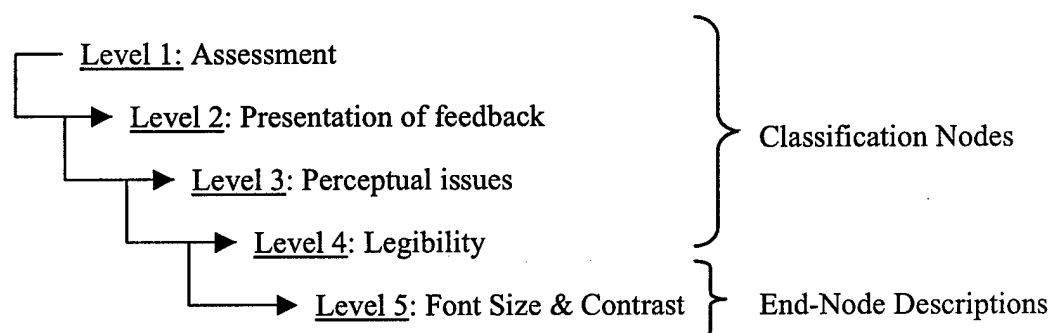 Level 1: Assessment
Level 2: Presentation of feedback
Classification Nodes
Level 3: Perceptual issues
Level 4: Legibility
Level 5: Font Size & Contrast
End-Node Descriptions